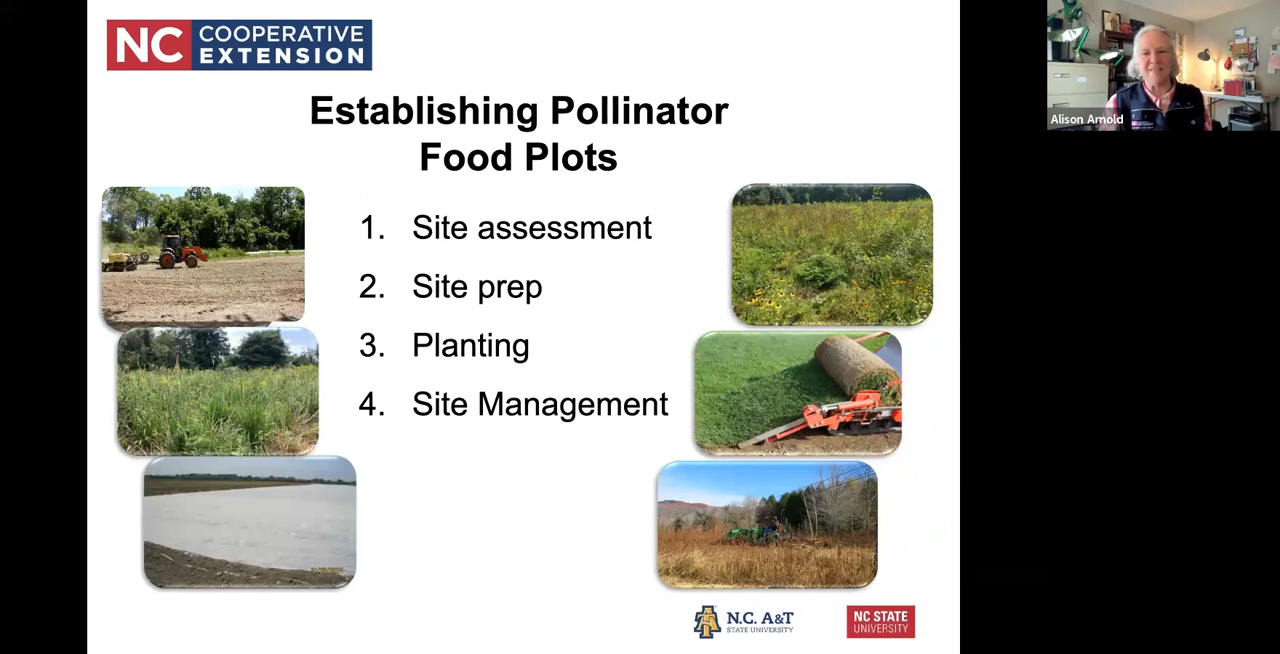 NC COOPERATIVE
EXTENSION
Establishing Pollinator
Food Plots
1. Site assessment
2. Site prep
3. Planting
4. Site Management
Alison Arnold
N.C. A&T
STATE UNIVERSITY
NC STATE
UNIVERSITY